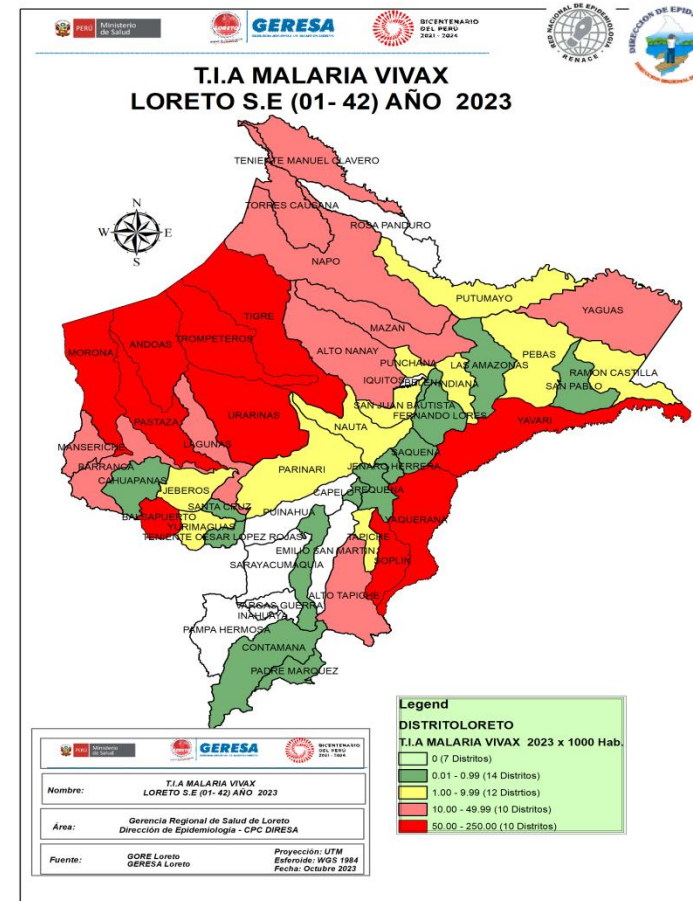 PERÚ Ministerio de Salud
LORETO
GERESA
BICENTENARIO DEL PERÚ 2021 - 2024
RED NACIONAL DE EPIDEMIOLOGIA
RENACE
DIRECCION DE EPID
T.I.A MALARIA VIVAX
LORETO S.E (01- 42) AÑO 2023
N
W E
S
TENIENTE MANUEL CLAVERO
TORRES CAUSANA
ROSA PANDURO
NAPO
PUTUMAYO
YAGUAS
TIGRE
MAZAN
TROMPETEROS
ANDOAS
MORONA
ALTO NANAY
PUNCHANA
LAS AMAZONAS
PEBAS
RAMON CASTILLA
IQUITOS
BELEN
INDIANA
SAN PABLO
PASTAZA
URARINAS
SAN JUAN BAUTISTA
FERNANDO LORES
YAVARI
NAUTA
LAGUNAS
MANSERICHE
BARRANCA
SAQUENA
CAHUAPANAS
PARINARI
JENARO HERRERA
JEBEROS
CAPELO
REQUENA
SANTA CRUZ
PUINAHUA
YAQUERANA
BALSAPUERTO
YURIMAGUAS
TENIENTE CESAR LOPEZ ROJAS
TAPICHE
EMILIO SAN MARTIN
SOPLIN
SARAYACU
MAQUIA
ALTO TAPICHE
VARGAS GUERRA
INAHUAYA
PAMPA HERMOSA
CONTAMANA
PADRE MARQUEZ
Legend
DISTRITOLORETO
T.I.A MALARIA VIVAX 2023 x 1000 Hab.
0 (7 Distritos)
0.01 - 0.99 (14 Distritos)
1.00 - 9.99 (12 Distrtios)
10.00 - 49.99 (10 Distritos)
50.00 - 250.00 (10 Distritos)
PERÚ Ministerio de Salud
GERESA
BICENTENARIO DEL PERÚ 2021 - 2024
Nombre: T.I.A MALARIA VIVAX
LORETO S.E (01- 42) AÑO 2023
Área: Gerencia Regional de Salud de Loreto
Dirección de Epidemiología - CPC DIRESA
Fuente: GORE Loreto
GERESA Loreto
Proyección: UTM
Esferoide: WGS 1984
Fecha: Octubre 2023